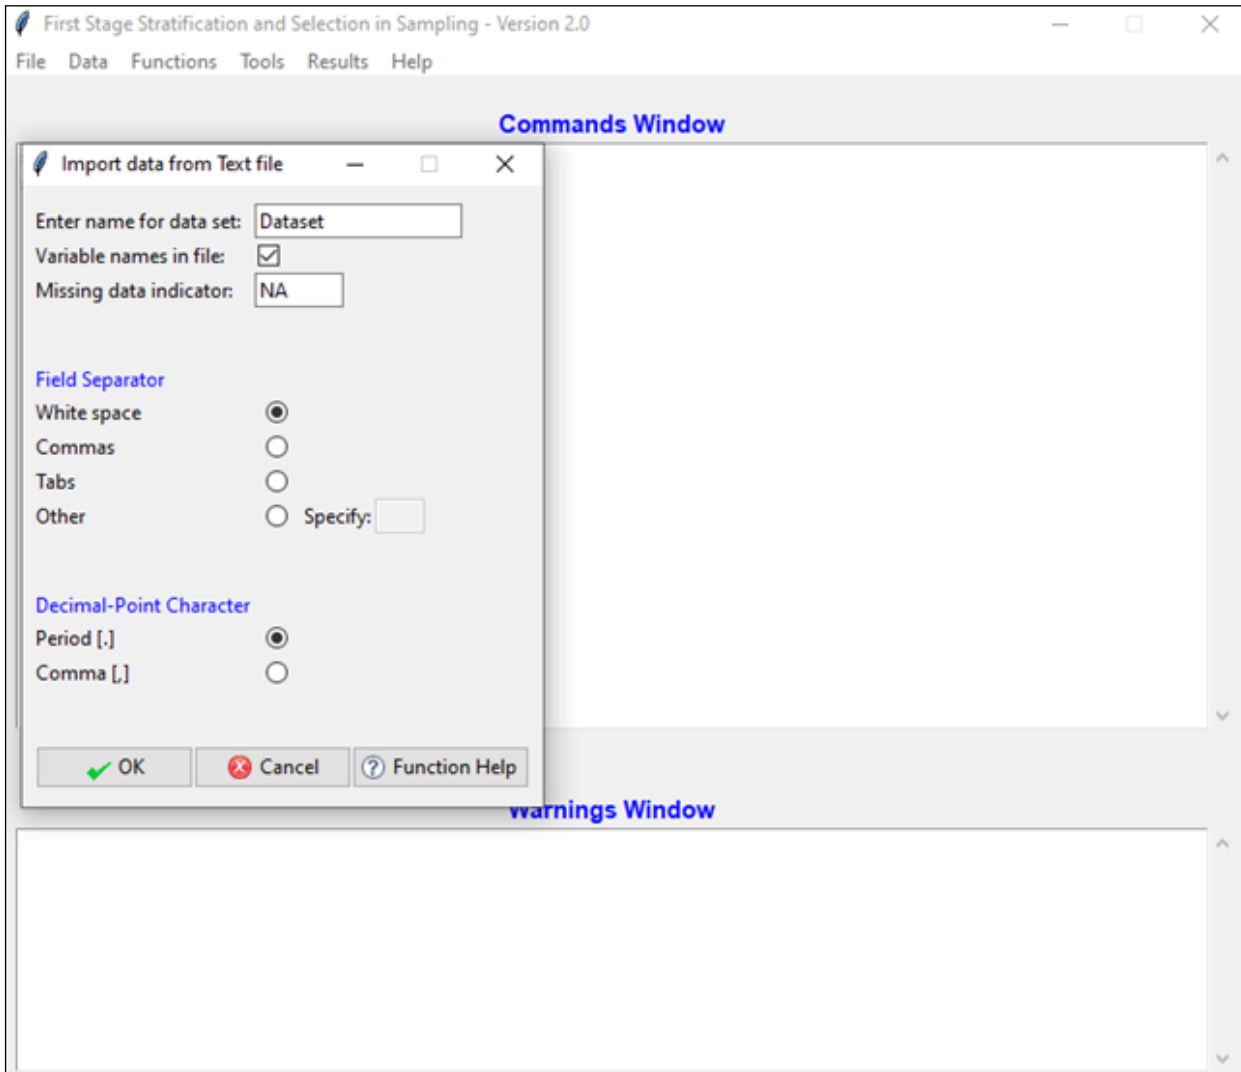 First Stage Stratification and Selection in Sampling - Version 2.0
File Data Functions Tools Results Help
Commands Window
Import data from Text file
Enter name for data set: Dataset
Variable names in file:
Missing data indicator: NA
Field Separator
White space
Commas
Tabs
Other Specify:
Decimal-Point Character
Period [.]
Comma [,]
OK Cancel Function Help
Warnings Window